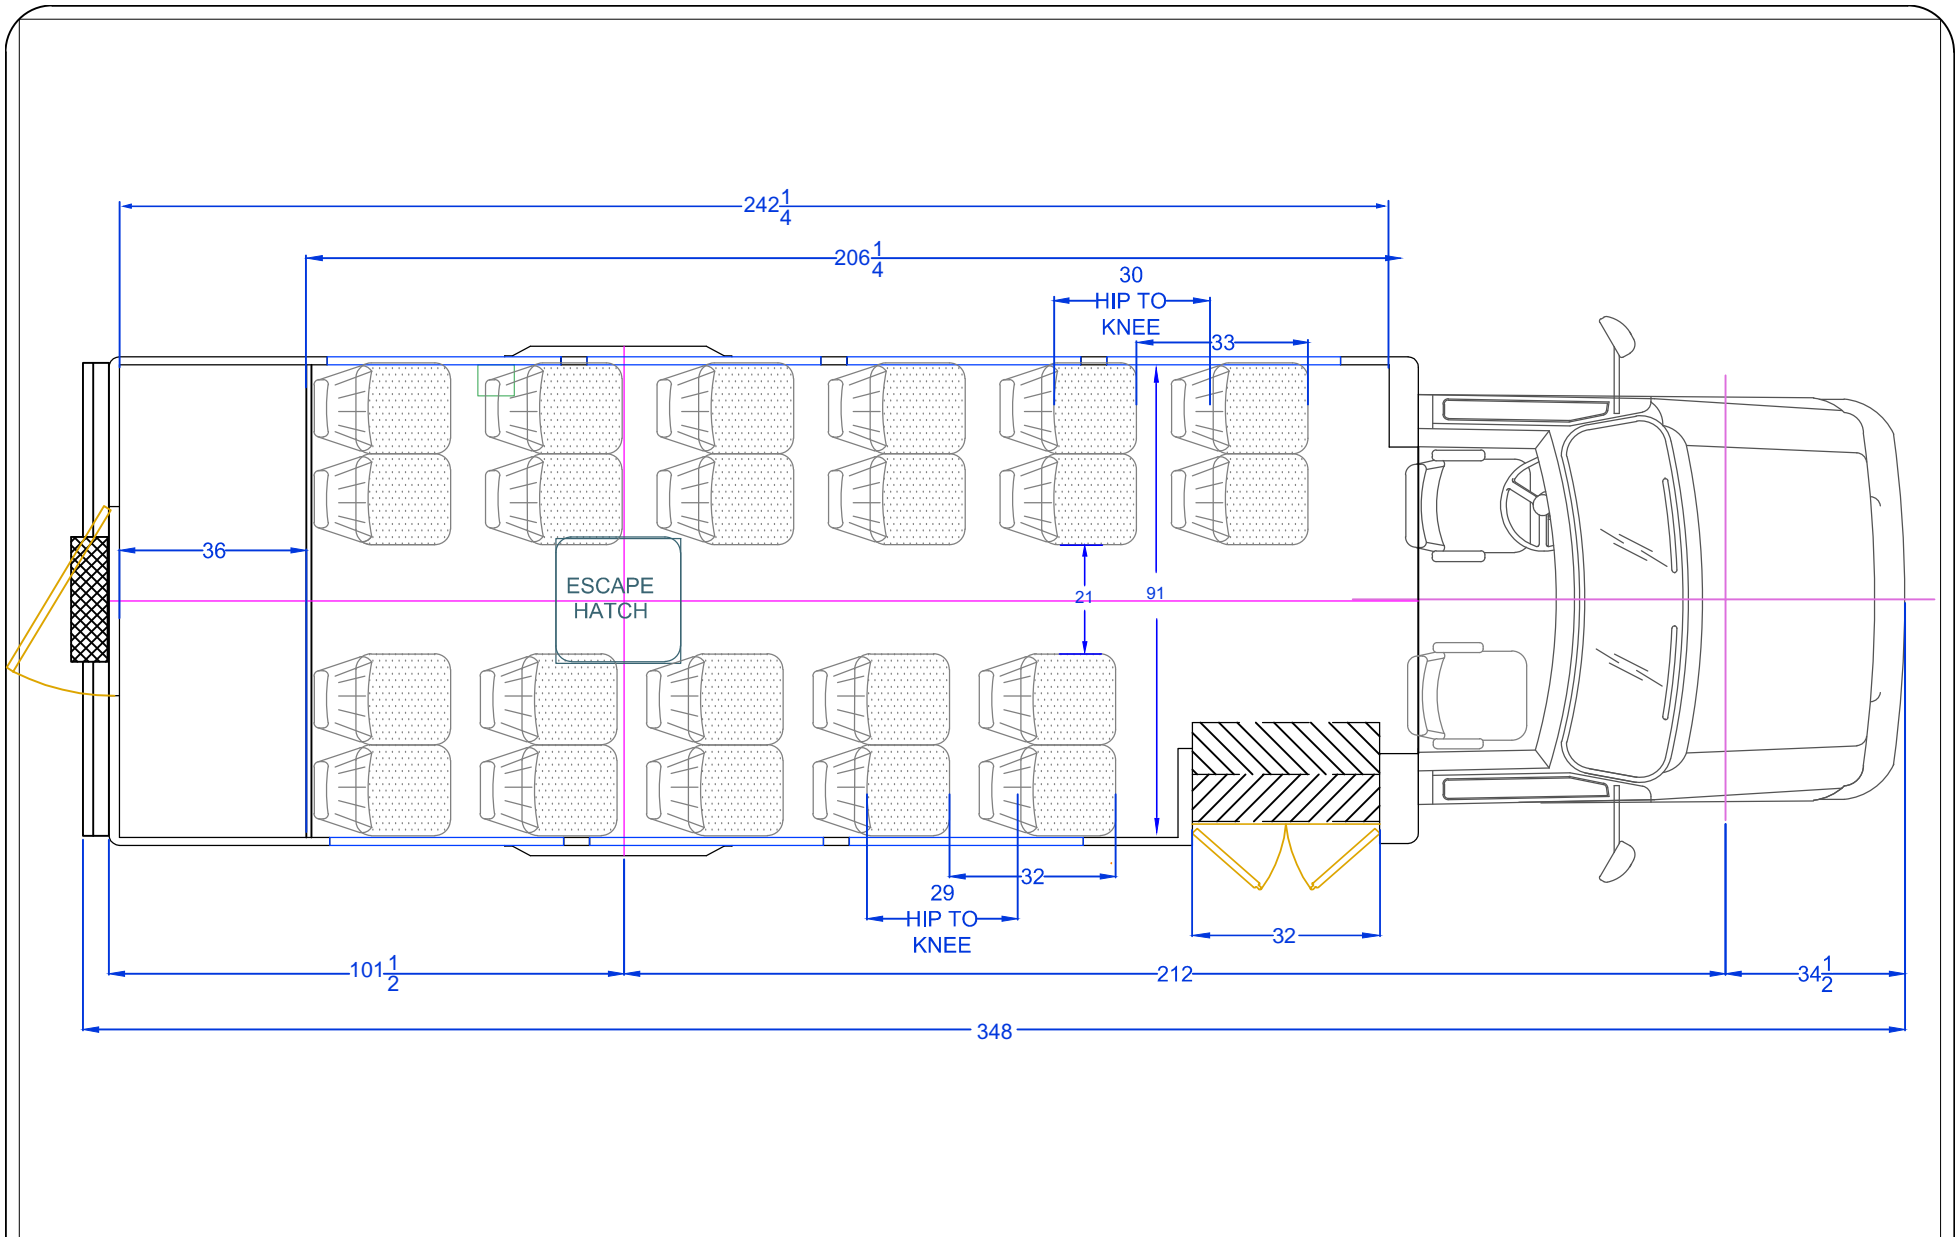 242 1/4
206 1/4
30
HIP TO
KNEE
33
36
ESCAPE
HATCH
21
91
32
29
HIP TO
KNEE
32
101 1/2
212
34 1/2
348